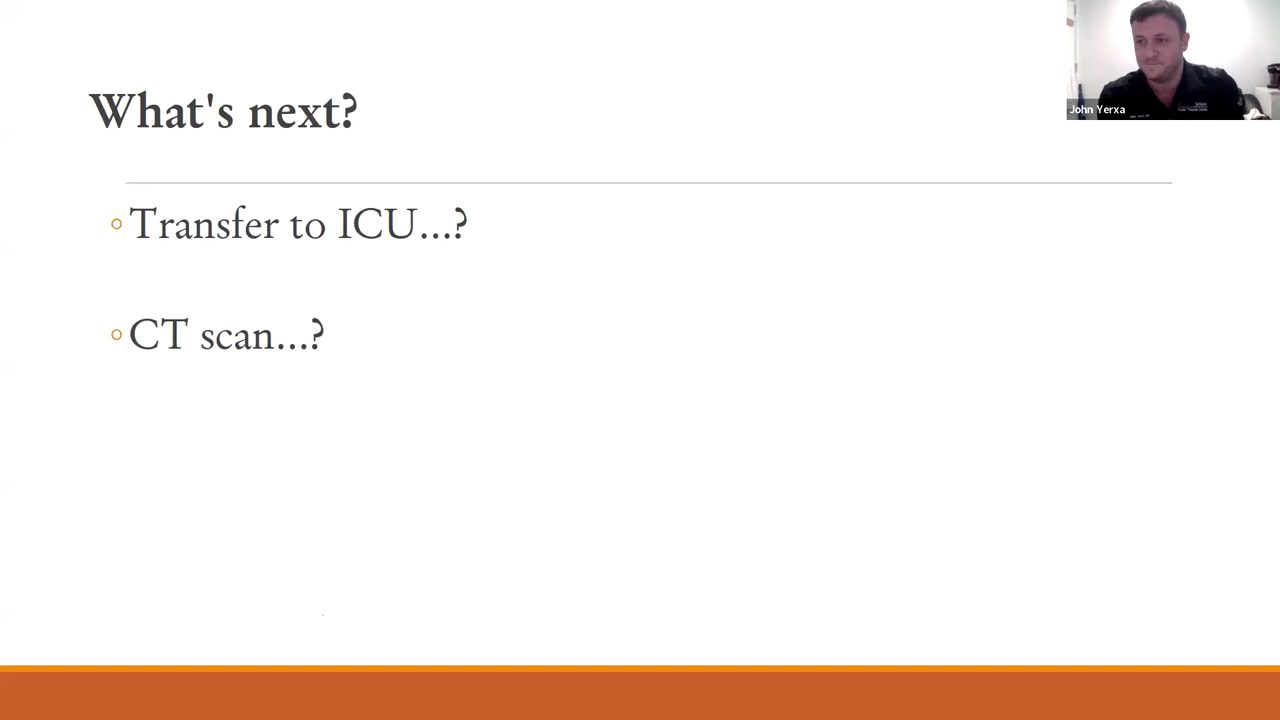 What's next?
Transfer to ICU...?
CT scan...?
John Yerxa